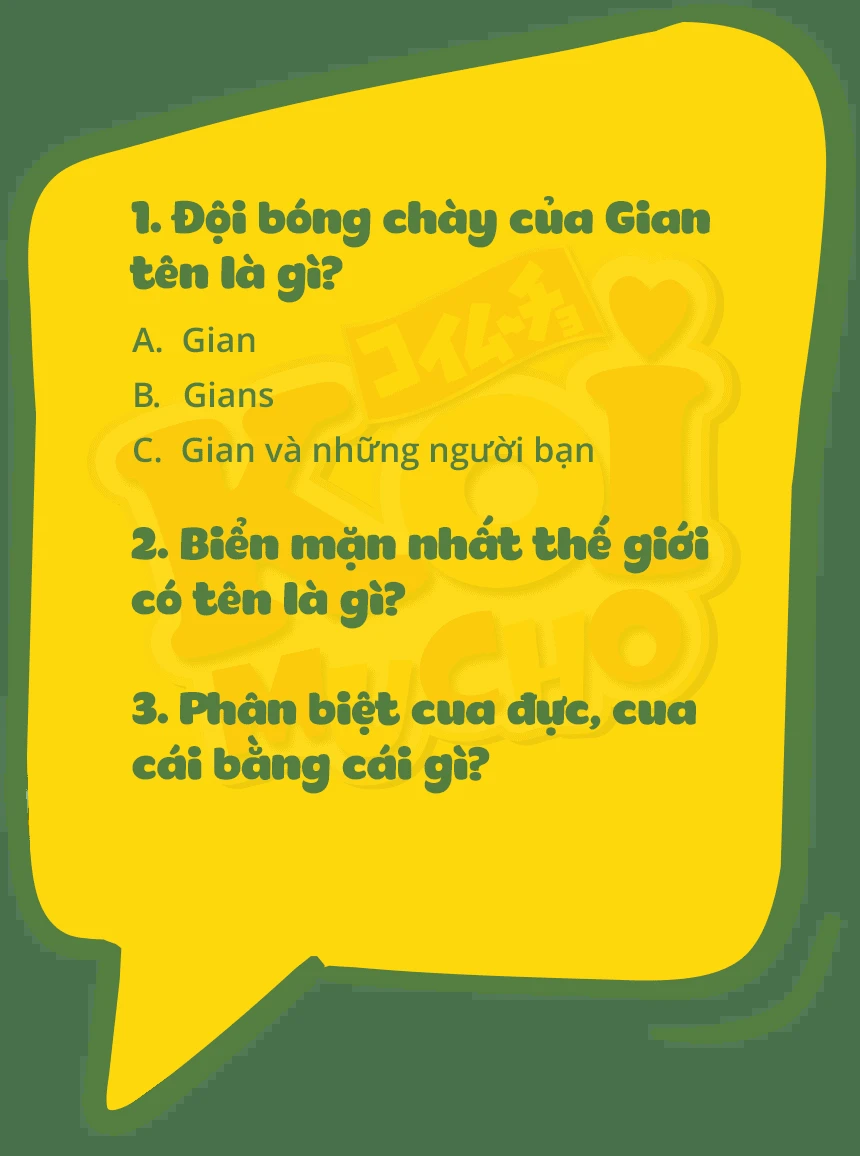 1. Đội bóng chày của Gian
tên là gì?
A. Gian
B. Gians
C. Gian và những người bạn
2. Biển mặn nhất thế giới
có tên là gì?
3. Phân biệt cua đực, cua
cái bằng cái gì?
コイムーチョ
KOI
MUCHO